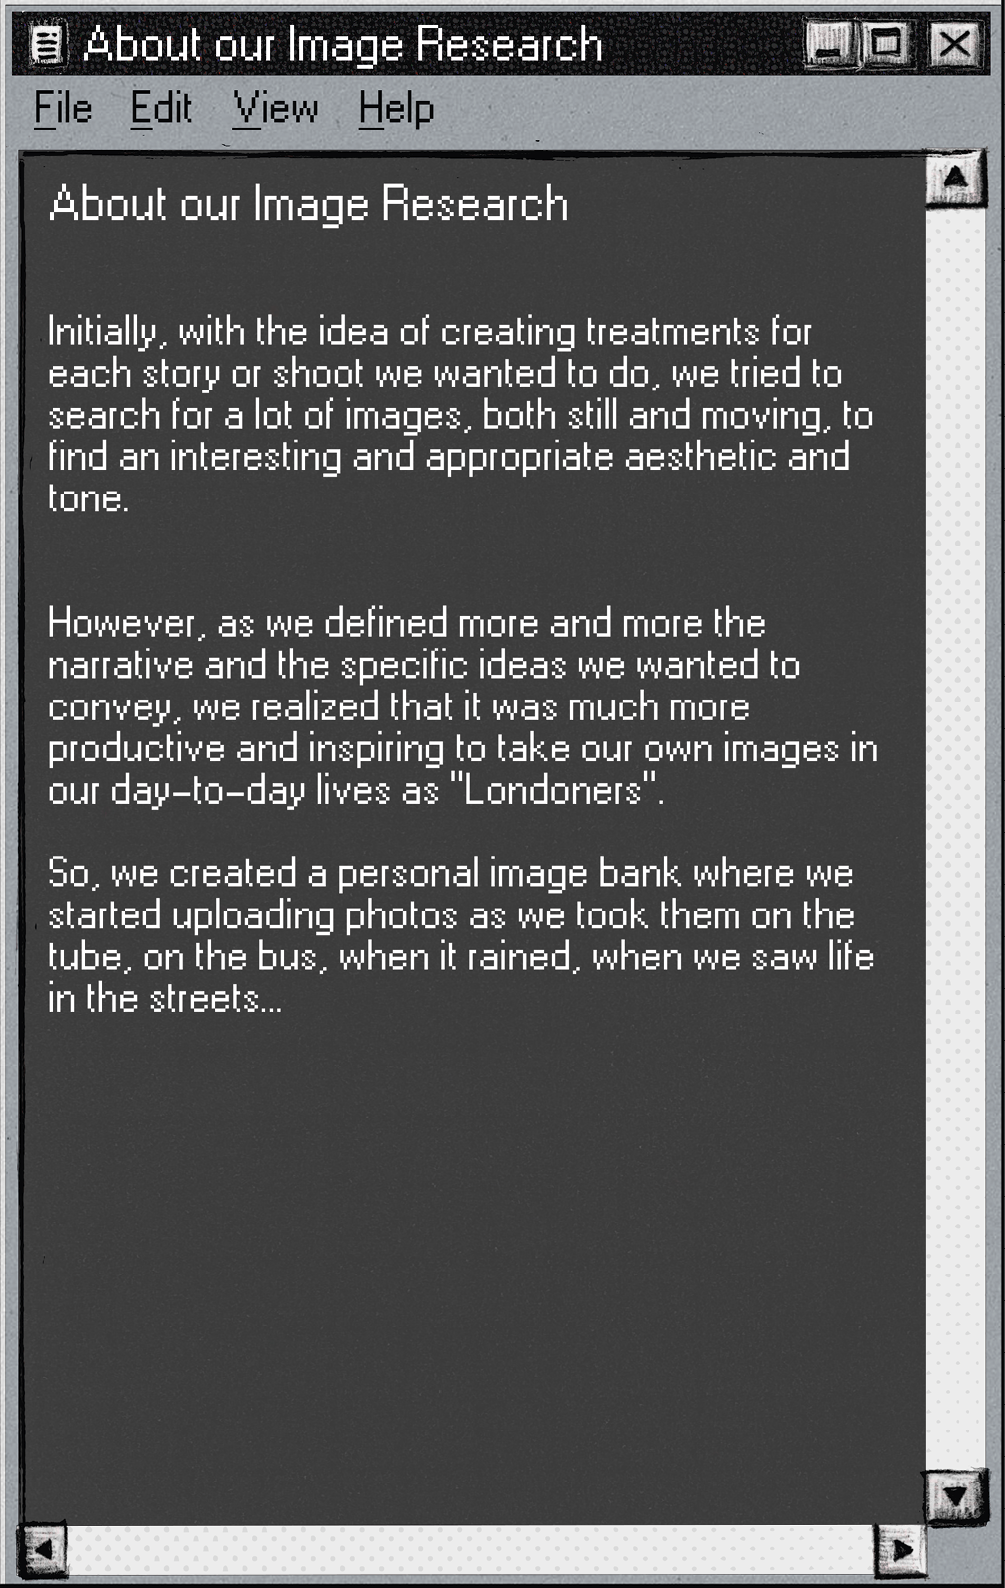 About our Image Research
File Edit View Help
About our Image Research
Initially, with the idea of creating treatments for
each story or shoot we wanted to do, we tried to
search for a lot of images, both still and moving, to
find an interesting and appropriate aesthetic and
tone.
However, as we defined more and more the
narrative and the specific ideas we wanted to
convey, we realized that it was much more
productive and inspiring to take our own images in
our day-to-day lives as "Londoners".
So, we created a personal image bank where we
started uploading photos as we took them on the
tube, on the bus, when it rained, when we saw life
in the streets...